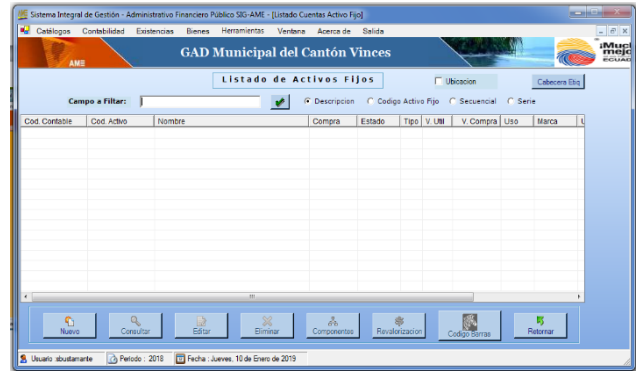 Sistema Integral de Gestión - Administrativo Financiero Público SIG-AME - [Listado Cuentas Activo Fijo]
Catálogos Contabilidad Existencias Bienes Herramientas Ventana Acerca de Salida
AME
GAD Municipal del Cantón Vinces
ECUAD
Listado de Activos Fijos
Ubicacion
Cabecera Etiq
Campo a Filtar:
Descripcion Codigo Activo Fijo Secuencial Serie
Cod. Contable Cod. Activo Nombre Compra Estado Tipo V. Util V. Compra Uso Marca
Nuevo Consultar Editar Eliminar Componentes Revalorizacion Codigo Barras Retornar
Usuario :sbustamante Periodo : 2018 Fecha : Jueves, 10 de Enero de 2019